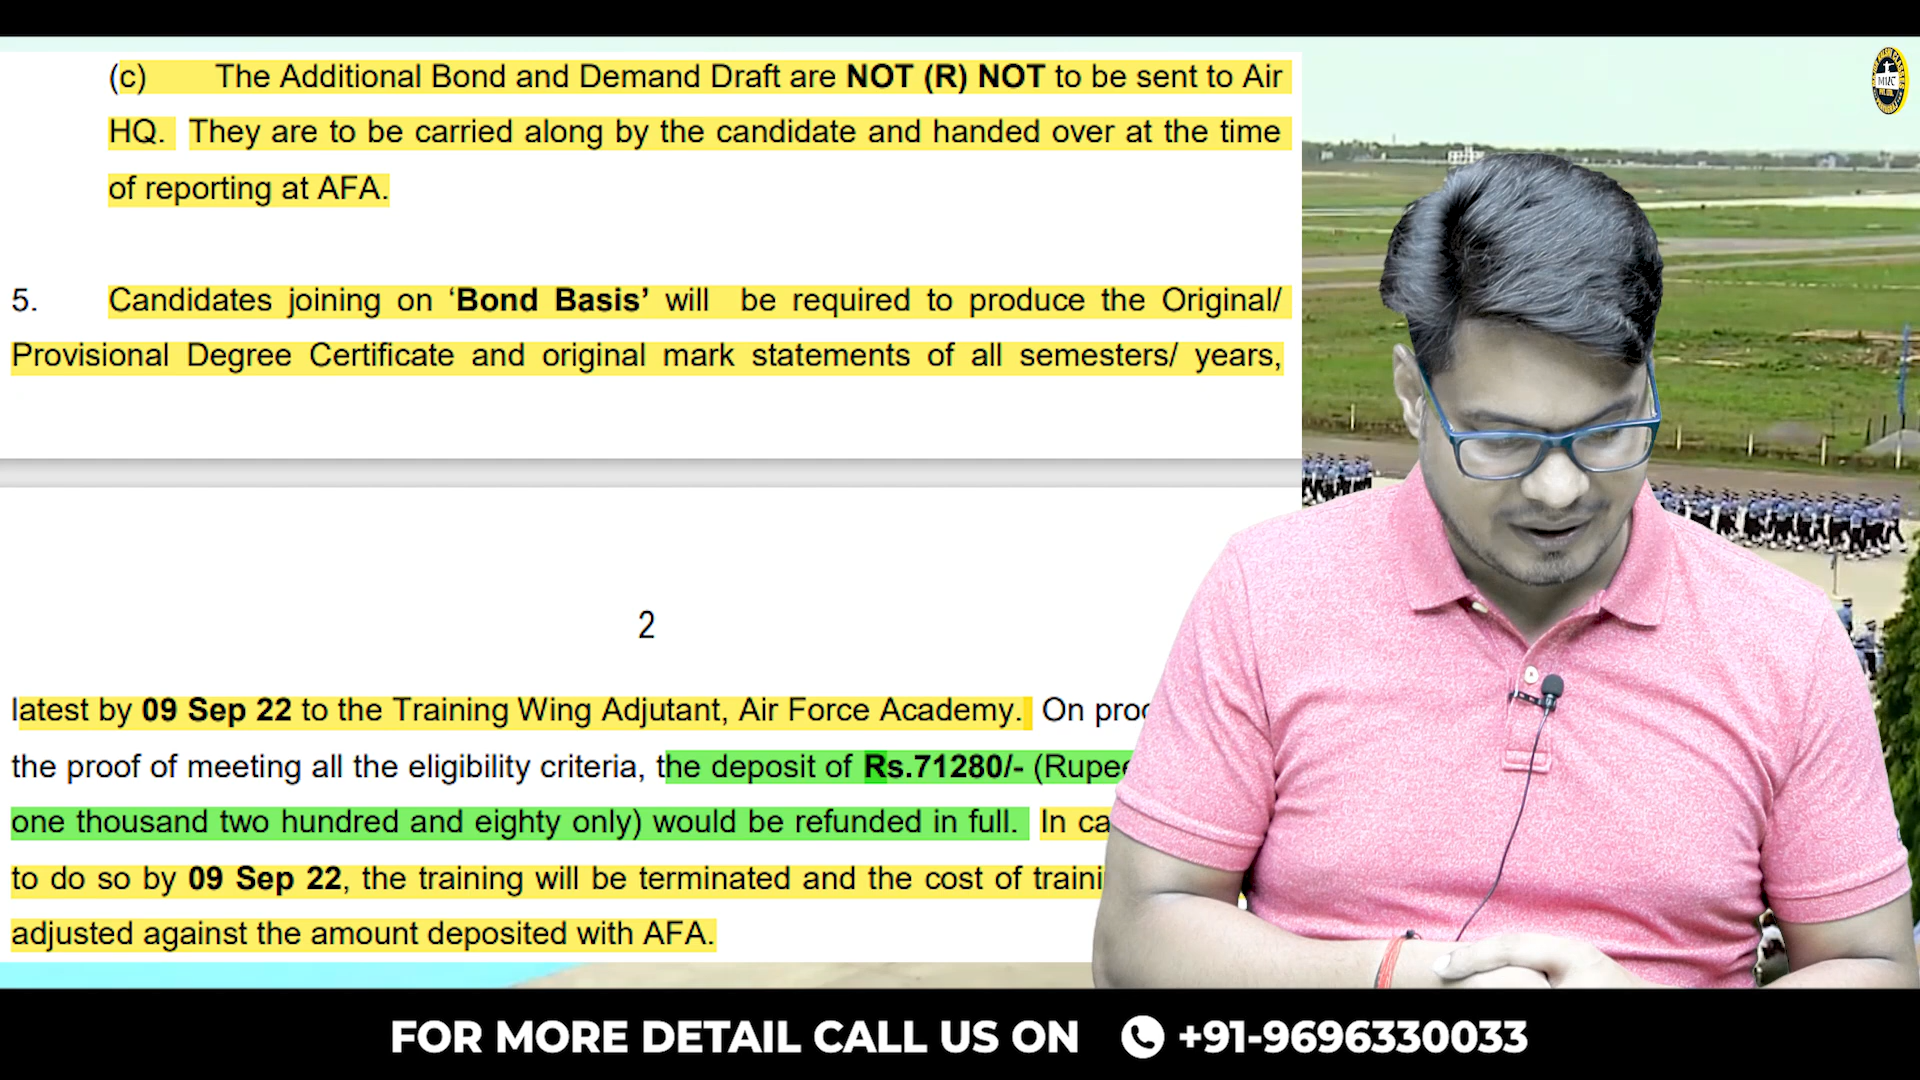 (c) The Additional Bond and Demand Draft are NOT (R) NOT to be sent to Air
HQ. They are to be carried along by the candidate and handed over at the time
of reporting at AFA.
5. Candidates joining on ‘Bond Basis’ will be required to produce the Original/
Provisional Degree Certificate and original mark statements of all semesters/ years,
2
latest by 09 Sep 22 to the Training Wing Adjutant, Air Force Academy. On
the proof of meeting all the eligibility criteria, the deposit of Rs.71280/-
one thousand two hundred and eighty only) would be refunded in full. In
to do so by 09 Sep 22, the training will be terminated and the cost of
adjusted against the amount deposited with AFA.
FOR MORE DETAIL CALL US ON +91-9696330033